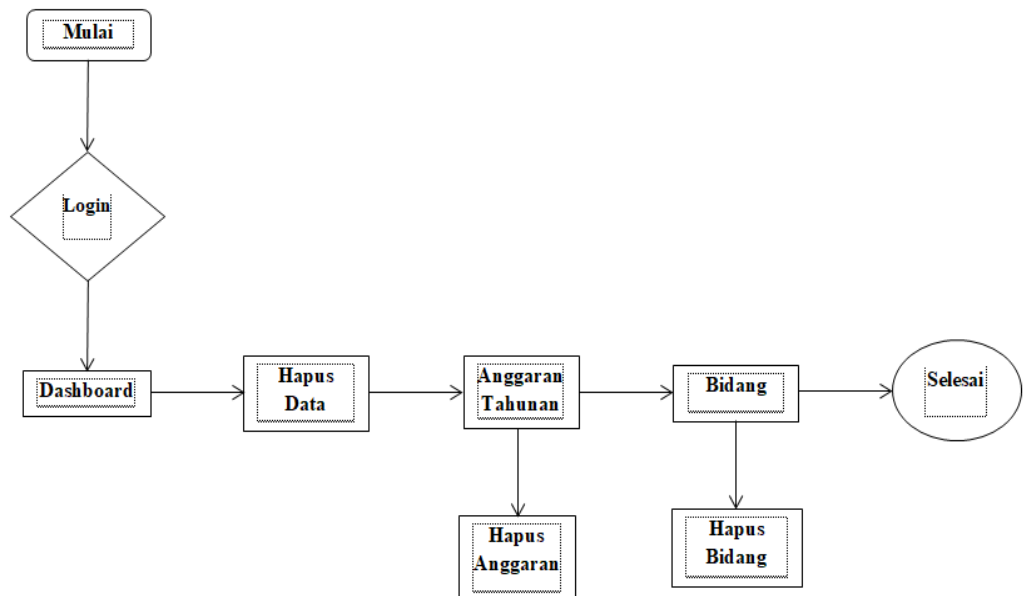 Mulai
Login
Dashboard
Hapus
Data
Anggaran
Tahunan
Bidang
Selesai
Hapus
Anggaran
Hapus
Bidang